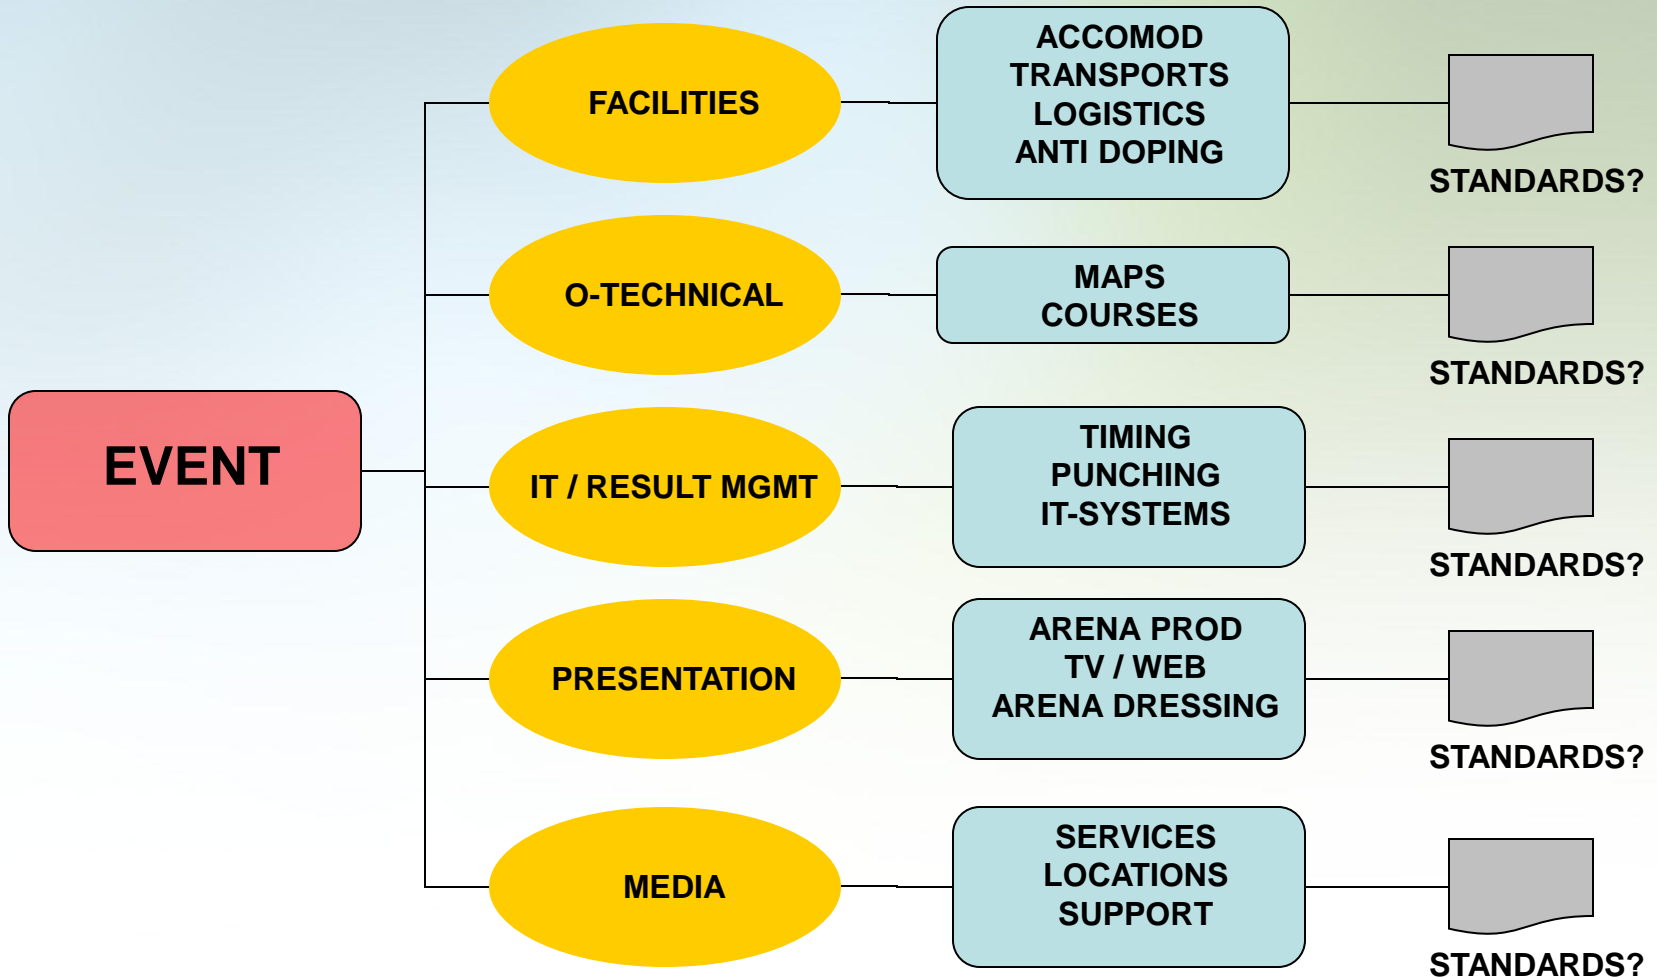 EVENT
FACILITIES
ACCOMOD
TRANSPORTS
LOGISTICS
ANTI DOPING
STANDARDS?
O-TECHNICAL
MAPS
COURSES
STANDARDS?
IT / RESULT MGMT
TIMING
PUNCHING
IT-SYSTEMS
STANDARDS?
PRESENTATION
ARENA PROD
TV / WEB
ARENA DRESSING
STANDARDS?
MEDIA
SERVICES
LOCATIONS
SUPPORT
STANDARDS?